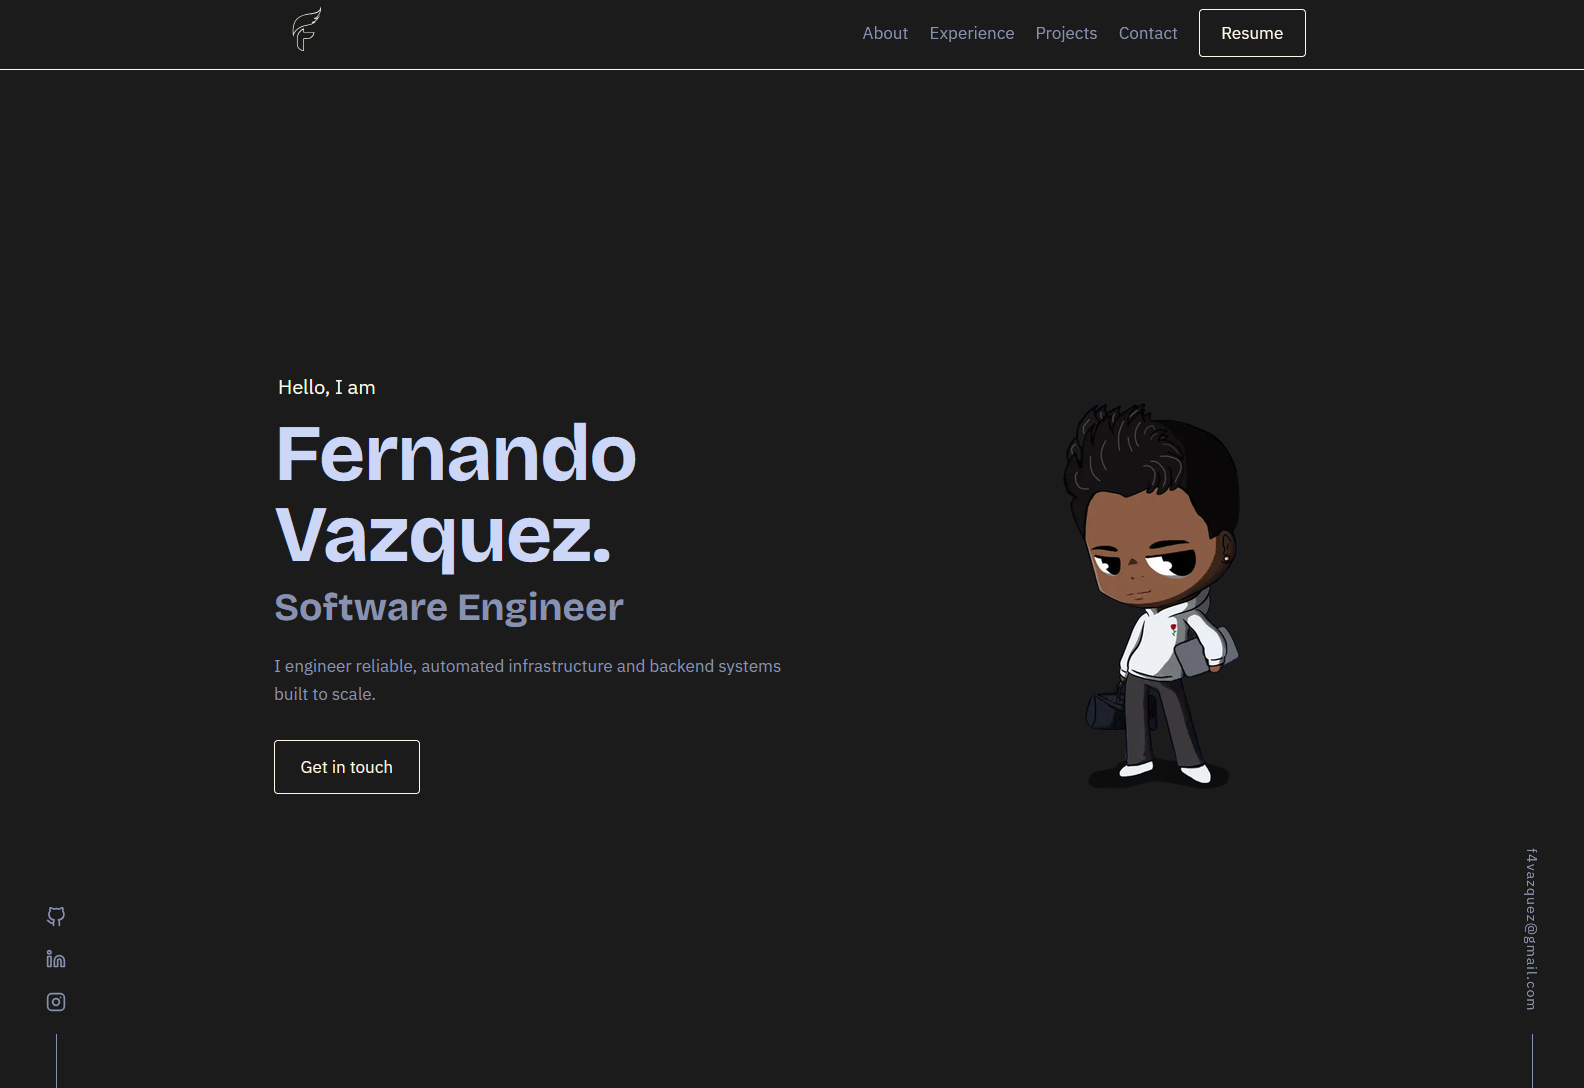 About Experience Projects Contact Resume
Hello, I am
Fernando
Vazquez.
Software Engineer
I engineer reliable, automated infrastructure and backend systems
built to scale.
Get in touch
f4vazquez@gmail.com